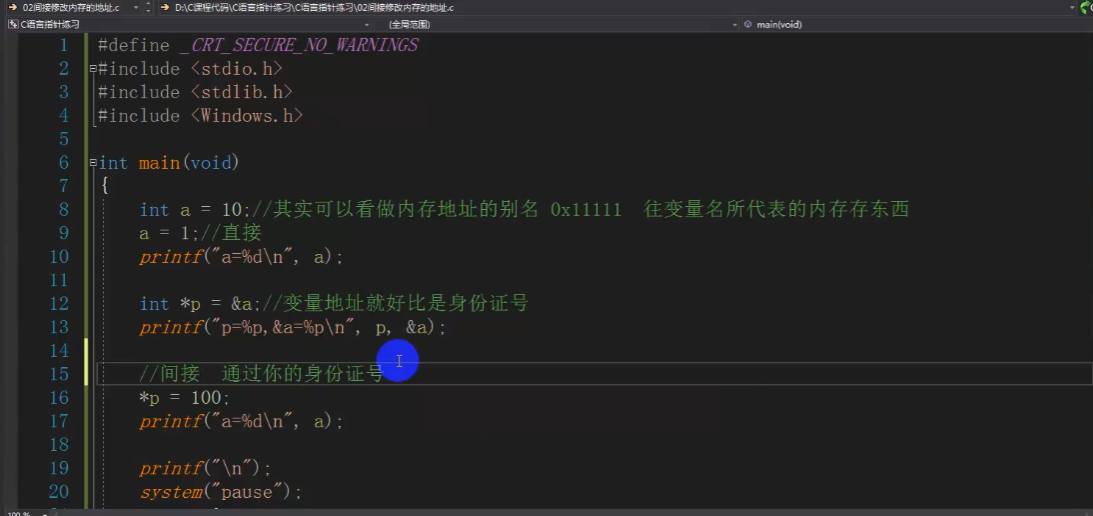 02间接修改内存的地址.c D:\C课程代码\C语言指针练习\C语言指针练习\02间接修改内存的地址.c
C语言指针练习 (全局范围) main(void)
1 #define _CRT_SECURE_NO_WARNINGS
2 #include <stdio.h>
3 #include <stdlib.h>
4 #include <Windows.h>
5
6 int main(void)
7 {
8 int a = 10;//其实可以看做内存地址的别名 0x11111 往变量名所代表的内存存东西
9 a = 1;//直接
10 printf("a=%d\n", a);
11
12 int *p = &a;//变量地址就好比是身份证号
13 printf("p=%p,&a=%p\n", p, &a);
14
15 //间接 通过你的身份证号
16 *p = 100;
17 printf("a=%d\n", a);
18
19 printf("\n");
20 system("pause");
100 %